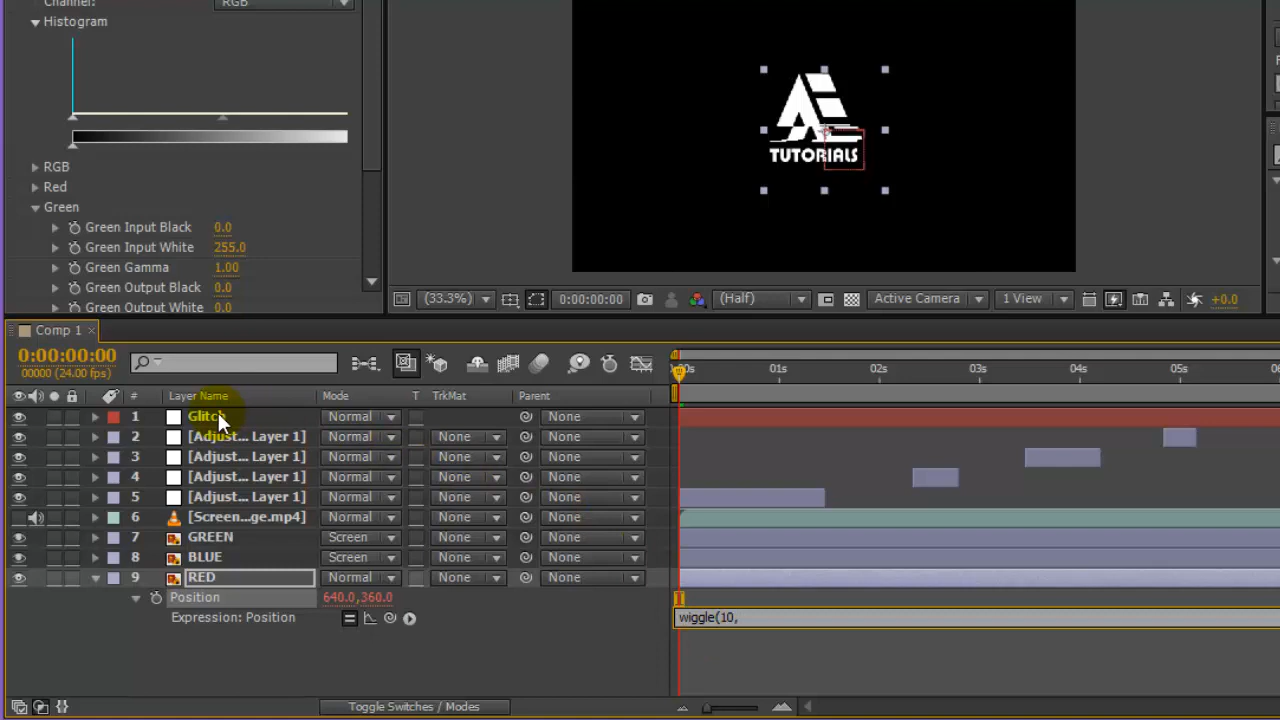 Channel: RGB
Histogram
RGB
Red
Green
Green Input Black 0.0
Green Input White 255.0
Green Gamma 1.00
Green Output Black 0.0
Green Output White 0.0
TUTORIALS
(33.3%) 0:00:00:00 (Half) Active Camera 1 View +0.0
Comp 1 ×
0:00:00:00
00000 (24.00 fps)
01s 02s 03s 04s 05s
# Layer Name Mode T TrkMat Parent
1 Glitch Normal None
2 [Adjust... Layer 1] Normal None None
3 [Adjust... Layer 1] Normal None None
4 [Adjust... Layer 1] Normal None None
5 [Adjust... Layer 1] Normal None None
6 [Screen...ge.mp4] Normal None None
7 GREEN Screen None None
8 BLUE Screen None None
9 RED Normal None None
Position 640.0,360.0
Expression: Position wiggle(10,
Toggle Switches / Modes